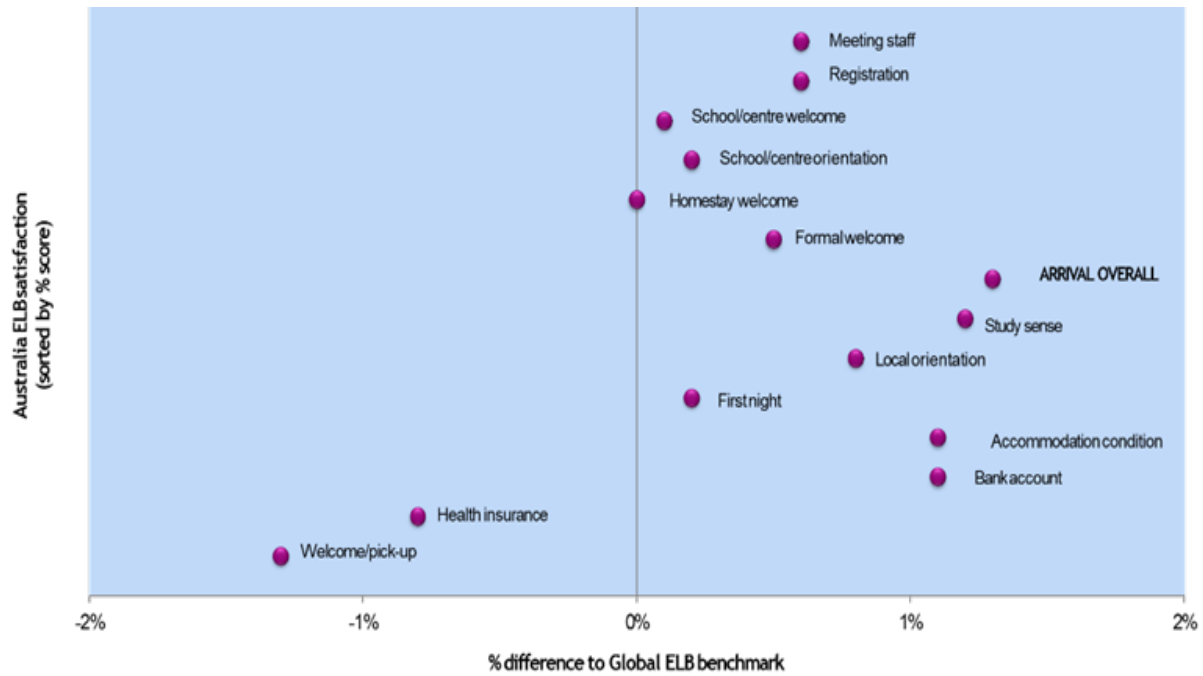 Meeting staff
Registration
School/centre welcome
School/centre orientation
Homestay welcome
Formal welcome
ARRIVAL OVERALL
Study sense
Local orientation
First night
Accommodation condition
Bank account
Health insurance
Welcome/pick-up
Australia ELB satisfaction
(sorted by % score)
-2%
-1%
0%
1%
2%
% difference to Global ELB benchmark